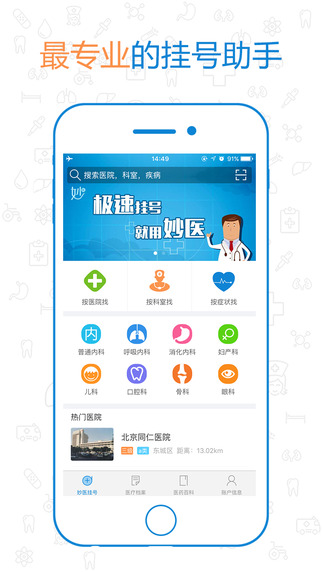 最专业的挂号助手
14:49
91%
搜索医院，科室，疾病
妙
极速挂号
就用妙医
按医院找
按科室找
按症状找
内
普通内科
呼吸内科
消化内科
妇产科
儿科
口腔科
骨科
眼科
热门医院
北京同仁医院
三级
东城区 距离：13.02km
妙医挂号
医疗档案
医药百科
账户信息